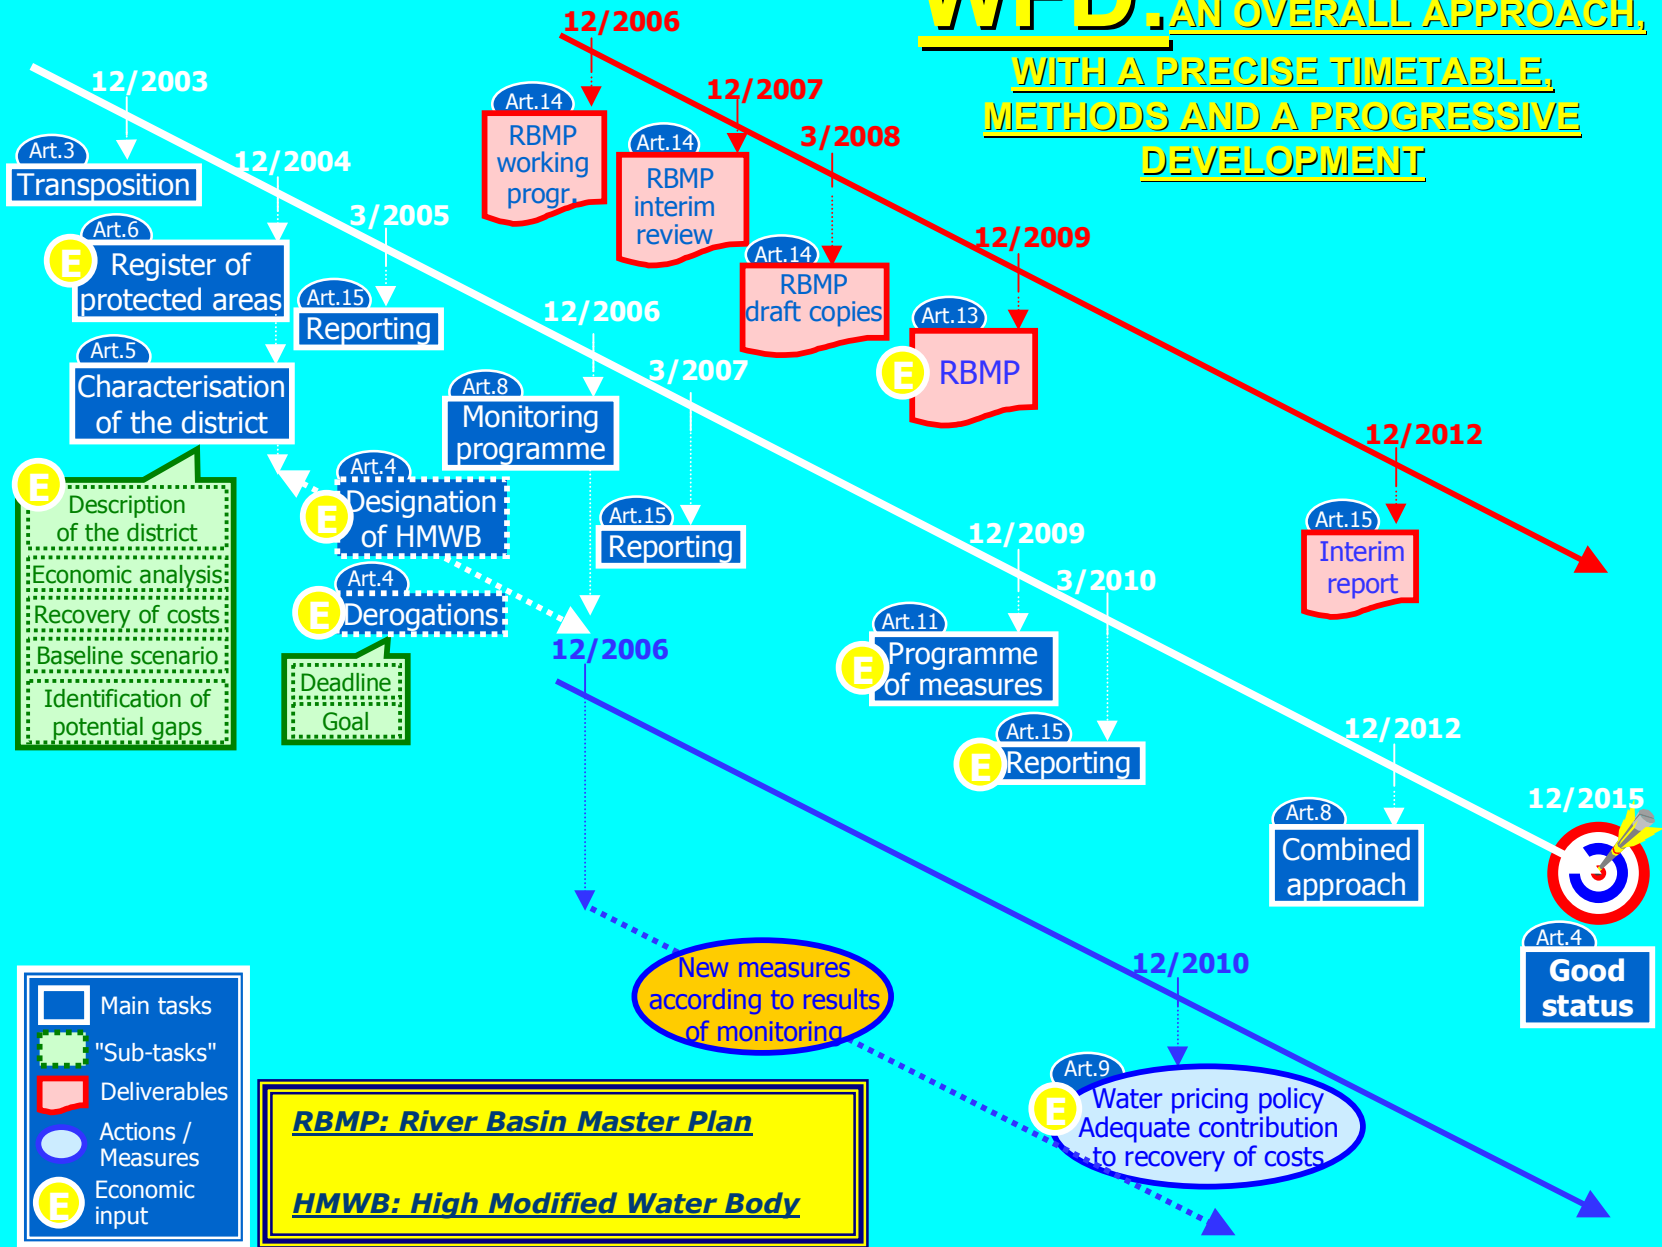 WFD: AN OVERALL APPROACH,
WITH A PRECISE TIMETABLE,
METHODS AND A PROGRESSIVE
DEVELOPMENT
12/2006
12/2007
3/2008
12/2009
12/2012
Art.14
RBMP
working
progr.
Art.14
RBMP
interim
review
Art.14
RBMP
draft copies
Art.13
E
RBMP
Art.15
Interim
report
12/2003
12/2004
3/2005
12/2006
3/2007
12/2009
3/2010
12/2012
12/2015
Art.3
Transposition
Art.6
E
Register of
protected areas
Art.15
Reporting
Art.5
Characterisation
of the district
E
Description
of the district
Economic analysis
Recovery of costs
Baseline scenario
Identification of
potential gaps
Art.4
E
Designation
of HMWB
Art.4
E
Derogations
Deadline
Goal
Art.8
Monitoring
programme
Art.15
Reporting
Art.11
E
Programme
of measures
Art.15
E
Reporting
Art.8
Combined
approach
Art.4
Good
status
12/2006
New measures
according to results
of monitoring
12/2010
Art.9
E
Water pricing policy
Adequate contribution
to recovery of costs
Main tasks
"Sub-tasks"
Deliverables
Actions /
Measures
E
Economic
input
RBMP: River Basin Master Plan
HMWB: High Modified Water Body